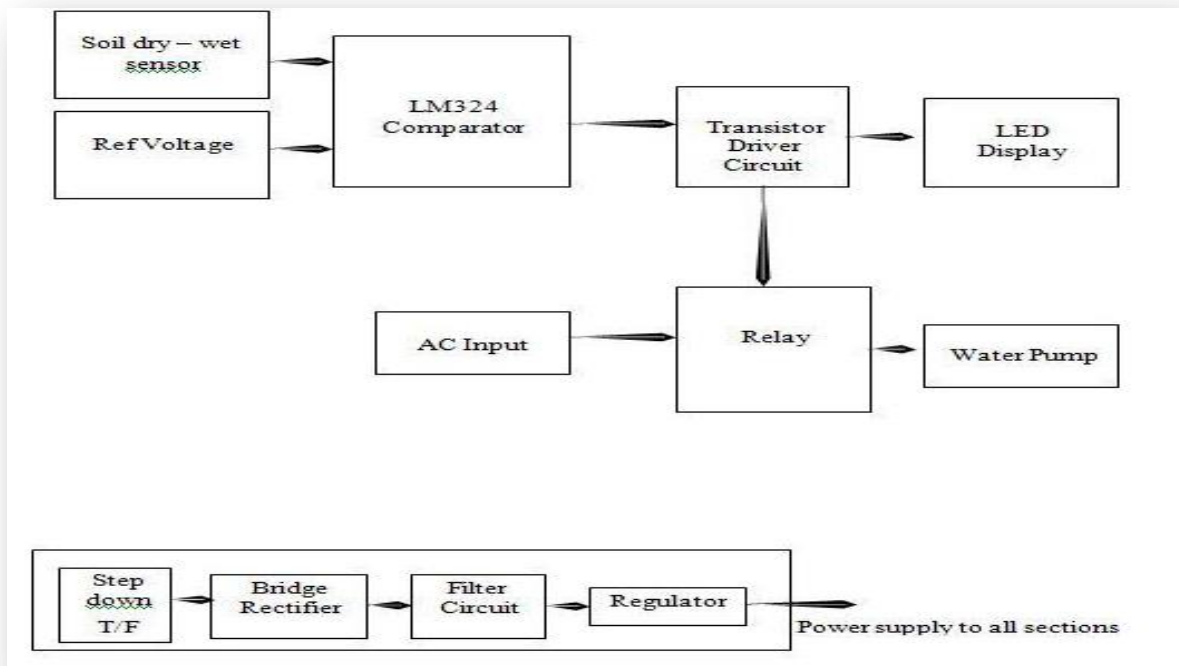 Soil dry – wet
sensor
Ref Voltage
LM324
Comparator
Transistor
Driver
Circuit
LED
Display
AC Input
Relay
Water Pump
Step
down
T/F
Bridge
Rectifier
Filter
Circuit
Regulator
Power supply to all sections